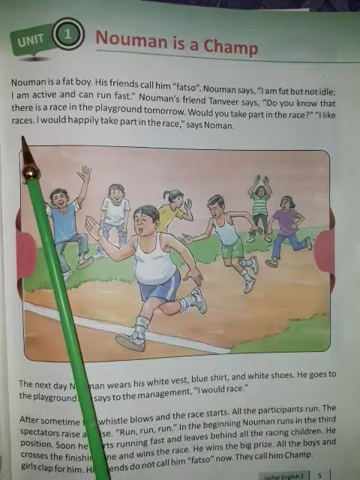 UNIT 1 Nouman is a Champ
Nouman is a fat boy. His friends call him "fatso". Nouman says, "I am fat but not idle;
I am active and can run fast." Nouman's friend Tanveer says, "Do you know that
there is a race in the playground tomorrow. Would you take part in the race?" "I like
races. I would happily take part in the race," says Noman.
The next day N man wears his white vest, blue shirt, and white shoes. He goes to
the playground says to the management, "I would race."
After sometime whistle blows and the race starts. All the participants run. The
spectators raise a se. "Run, run, run." In the beginning Nouman runs in the third
position. Soon he rts running fast and leaves behind all the racing children. He
crosses the finishin ne and wins the race. He wins the big prize. All the boys and
girls clap for him. Hi ends do not call him "fatso" now. They call him Champ.
Gohar English 2 5